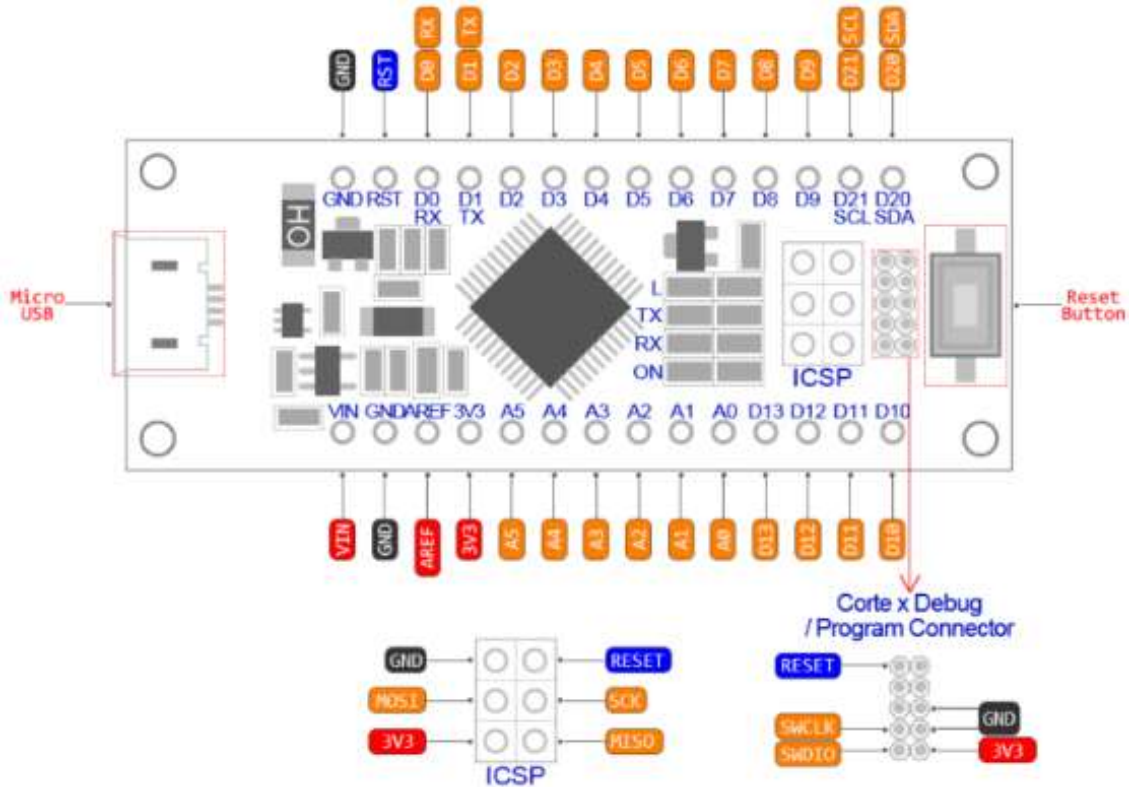 RX TX SCL SDA
GND RST D0 D1 D2 D3 D4 D5 D6 D7 D8 D9 D21 D20
GND RST D0 D1 D2 D3 D4 D5 D6 D7 D8 D9 D21 D20
RX TX SCL SDA
OH
Micro
USB
L
TX
RX
ON
ICSP
Reset
Button
VIN GND AREF 3V3 A5 A4 A3 A2 A1 A0 D13 D12 D11 D10
VIN GND AREF 3V3 A5 A4 A3 A2 A1 A0 D13 D12 D11 D10
Corte x Debug
/ Program Connector
GND RESET
MOSI SCK
3V3 MISO
ICSP
RESET
GND
SWCLK
SWDIO 3V3